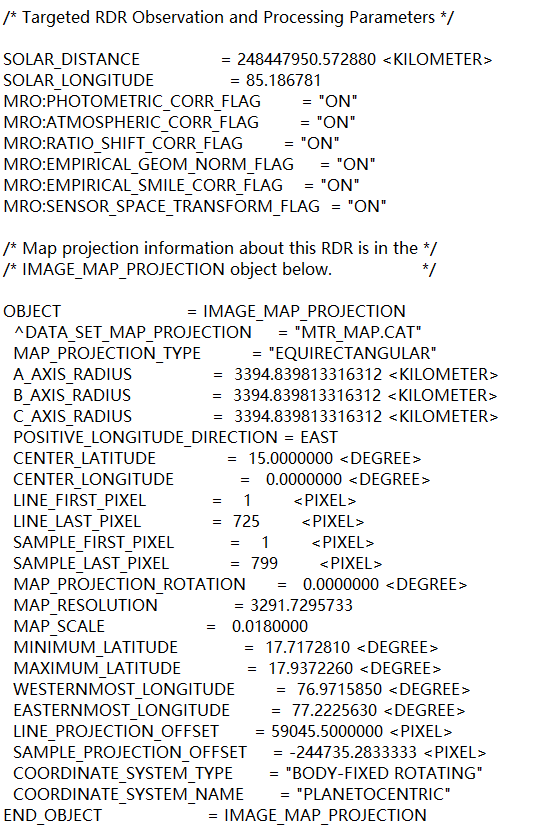 /* Targeted RDR Observation and Processing Parameters */
SOLAR_DISTANCE = 248447950.572880 <KILOMETER>
SOLAR_LONGITUDE = 85.186781
MRO:PHOTOMETRIC_CORR_FLAG = "ON"
MRO:ATMOSPHERIC_CORR_FLAG = "ON"
MRO:RATIO_SHIFT_CORR_FLAG = "ON"
MRO:EMPIRICAL_GEOM_NORM_FLAG = "ON"
MRO:EMPIRICAL_SMILE_CORR_FLAG = "ON"
MRO:SENSOR_SPACE_TRANSFORM_FLAG = "ON"
/* Map projection information about this RDR is in the */
/* IMAGE_MAP_PROJECTION object below. */
OBJECT = IMAGE_MAP_PROJECTION
^DATA_SET_MAP_PROJECTION = "MTR_MAP.CAT"
MAP_PROJECTION_TYPE = "EQUIRECTANGULAR"
A_AXIS_RADIUS = 3394.839813316312 <KILOMETER>
B_AXIS_RADIUS = 3394.839813316312 <KILOMETER>
C_AXIS_RADIUS = 3394.839813316312 <KILOMETER>
POSITIVE_LONGITUDE_DIRECTION = EAST
CENTER_LATITUDE = 15.0000000 <DEGREE>
CENTER_LONGITUDE = 0.0000000 <DEGREE>
LINE_FIRST_PIXEL = 1 <PIXEL>
LINE_LAST_PIXEL = 725 <PIXEL>
SAMPLE_FIRST_PIXEL = 1 <PIXEL>
SAMPLE_LAST_PIXEL = 799 <PIXEL>
MAP_PROJECTION_ROTATION = 0.0000000 <DEGREE>
MAP_RESOLUTION = 3291.7295733
MAP_SCALE = 0.0180000
MINIMUM_LATITUDE = 17.7172810 <DEGREE>
MAXIMUM_LATITUDE = 17.9372260 <DEGREE>
WESTERNMOST_LONGITUDE = 76.9715850 <DEGREE>
EASTERNMOST_LONGITUDE = 77.2225630 <DEGREE>
LINE_PROJECTION_OFFSET = 59045.5000000 <PIXEL>
SAMPLE_PROJECTION_OFFSET = -244735.2833333 <PIXEL>
COORDINATE_SYSTEM_TYPE = "BODY-FIXED ROTATING"
COORDINATE_SYSTEM_NAME = "PLANETOCENTRIC"
END_OBJECT = IMAGE_MAP_PROJECTION